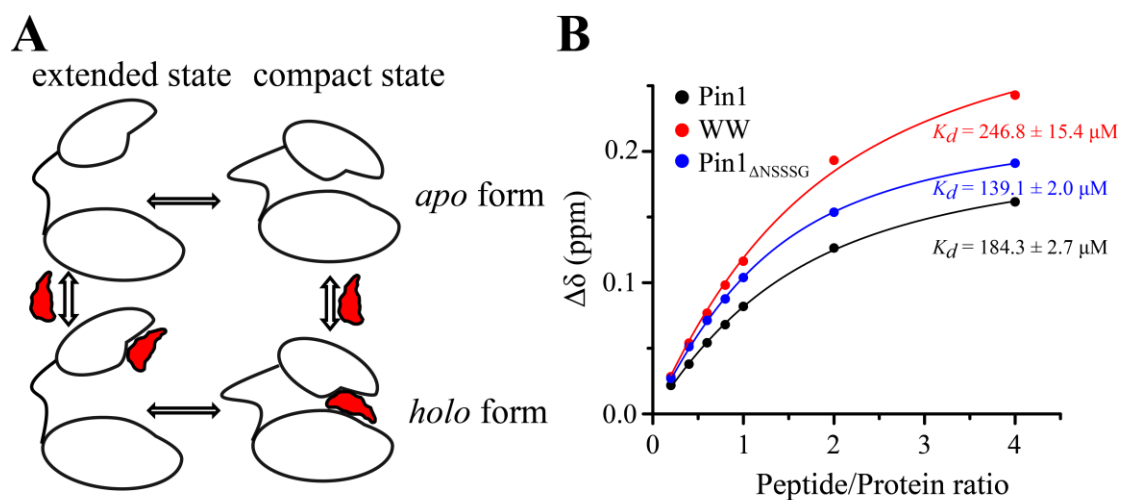 A
extended state compact state
apo form
holo form
B
Pin1
WW
Pin1ΔNSSSG
Kd = 246.8 ± 15.4 μM
Kd = 139.1 ± 2.0 μM
Kd = 184.3 ± 2.7 μM
Δδ (ppm)
0.2
0.1
0.0
0 1 2 3 4
Peptide/Protein ratio